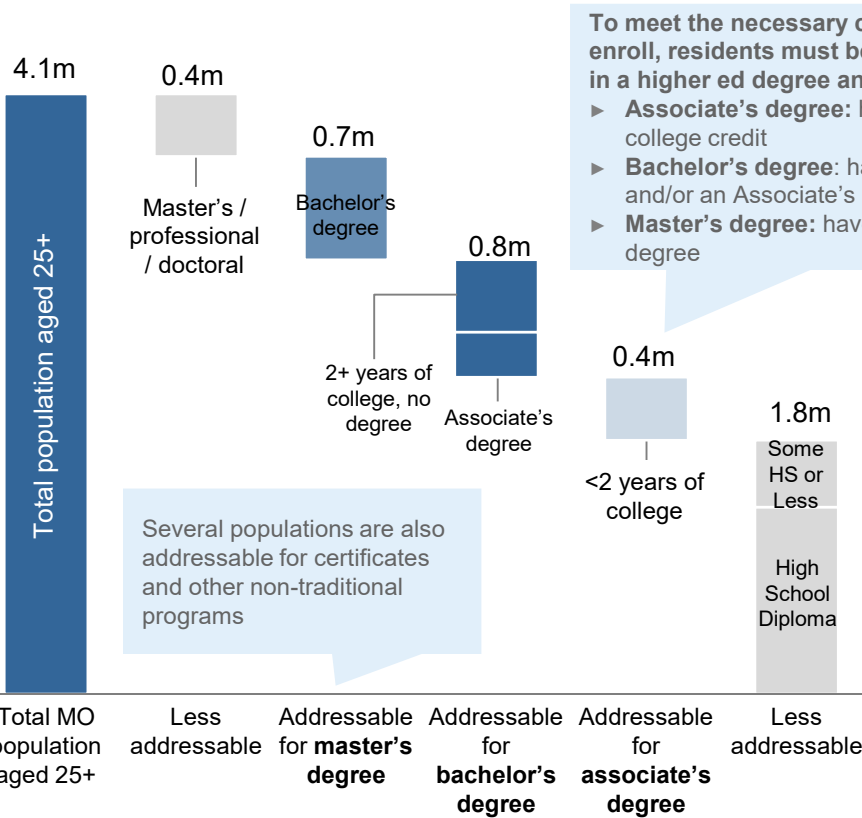 To meet the necessary
enroll, residents must be
in a higher ed degree
► Associate's degree:
college credit
► Bachelor's degree:
and/or an Associate's
► Master's degree:
degree
4.1m
Total population aged 25+
0.4m
Master's /
professional
/ doctoral
0.7m
Bachelor's
degree
0.8m
2+ years of
college, no
degree
Associate's
degree
0.4m
<2 years of
college
1.8m
Some
HS or
Less
High
School
Diploma
Several populations are also
addressable for certificates
and other non-traditional
programs
Total MO
population
aged 25+
Less
addressable
Addressable
for master's
degree
Addressable
for
bachelor's
degree
Addressable
for
associate's
degree
Less
addressable